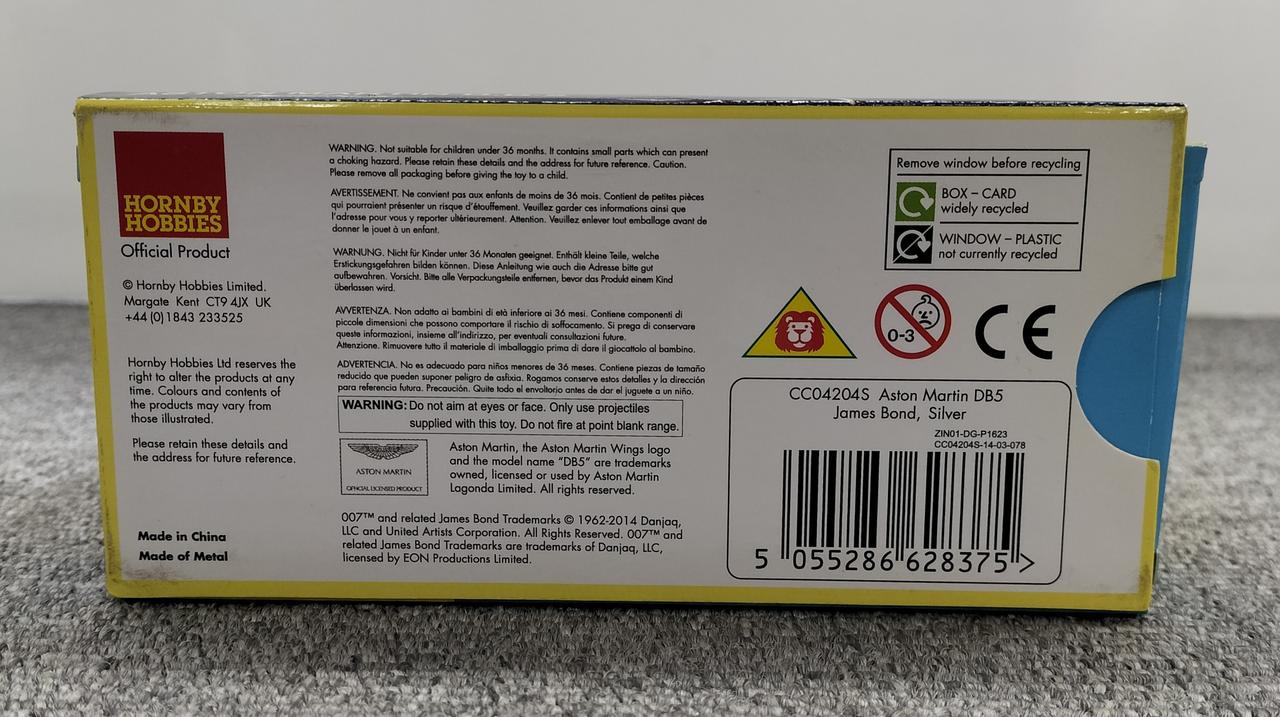 HORNBY
HOBBIES
Official Product
© Hornby Hobbies Limited.
Margate Kent CT9 4JX UK
+44 (0) 1843 233525
Hornby Hobbies Ltd reserves the
right to alter the products at any
time. Colours and contents of
the products may vary from
those illustrated.
Please retain these details and
the address for future reference.
Made in China
Made of Metal
WARNING. Not suitable for children under 36 months. It contains small parts which can present
a choking hazard. Please retain these details and the address for future reference. Caution.
Please remove all packaging before giving the toy to a child.
AVERTISSEMENT. Ne convient pas aux enfants de moins de 36 mois. Contient de petites pièces
qui pourraient présenter un risque d'étouffement. Veuillez garder ces informations ainsi que
l'adresse pour vous y reporter ultérieurement. Attention. Veuillez enlever tout emballage avant de
donner le jouet à un enfant.
WARNUNG. Nicht für Kinder unter 36 Monaten geeignet. Enthält kleine Teile, welche
Erstickungsgefahren bilden können. Diese Anleitung wie auch die Adresse bitte gut
aufbewahren. Vorsicht. Bitte alle Verpackungsteile entfernen, bevor das Produkt einem Kind
überlassen wird.
AVVERTENZA. Non adatto ai bambini di età inferiore ai 36 mesi. Contiene componenti di
piccole dimensioni che possono comportare il rischio di soffocamento. Si prega di conservare
queste informazioni, insieme all'indirizzo, per eventuali consultazioni future.
Attenzione. Rimuovere tutto il materiale di imballaggio prima di dare il giocattolo al bambino.
ADVERTENCIA. No es adecuado para niños menores de 36 meses. Contiene piezas de tamaño
reducido que pueden suponer peligro de asfixia. Rogamos conserve estos detalles y la dirección
para referencia futura. Precaución. Quite todo el envoltorio antes de dar el juguete a un niño.
WARNING: Do not aim at eyes or face. Only use projectiles
supplied with this toy. Do not fire at point blank range.
ASTON MARTIN
OFFICIAL LICENSED PRODUCT
Aston Martin, the Aston Martin Wings logo
and the model name "DB5" are trademarks
owned, licensed or used by Aston Martin
Lagonda Limited. All rights reserved.
007™ and related James Bond Trademarks © 1962-2014 Danjaq,
LLC and United Artists Corporation. All Rights Reserved. 007™ and
related James Bond Trademarks are trademarks of Danjaq, LLC,
licensed by EON Productions Limited.
Remove window before recycling
BOX – CARD
widely recycled
WINDOW – PLASTIC
not currently recycled
0-3
CE
CC04204S Aston Martin DB5
James Bond, Silver
ZIN01-DG-P1623
CC04204S-14-03-078
5 055286 628375 >